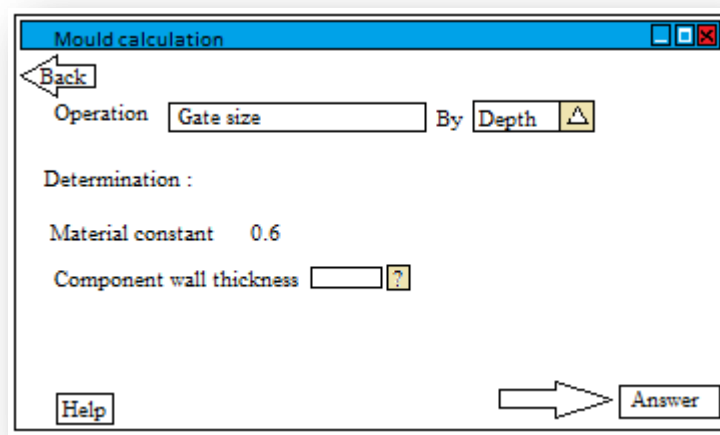 Mould calculation
Back
Operation Gate size By Depth
Determination :
Material constant 0.6
Component wall thickness ?
Help Answer